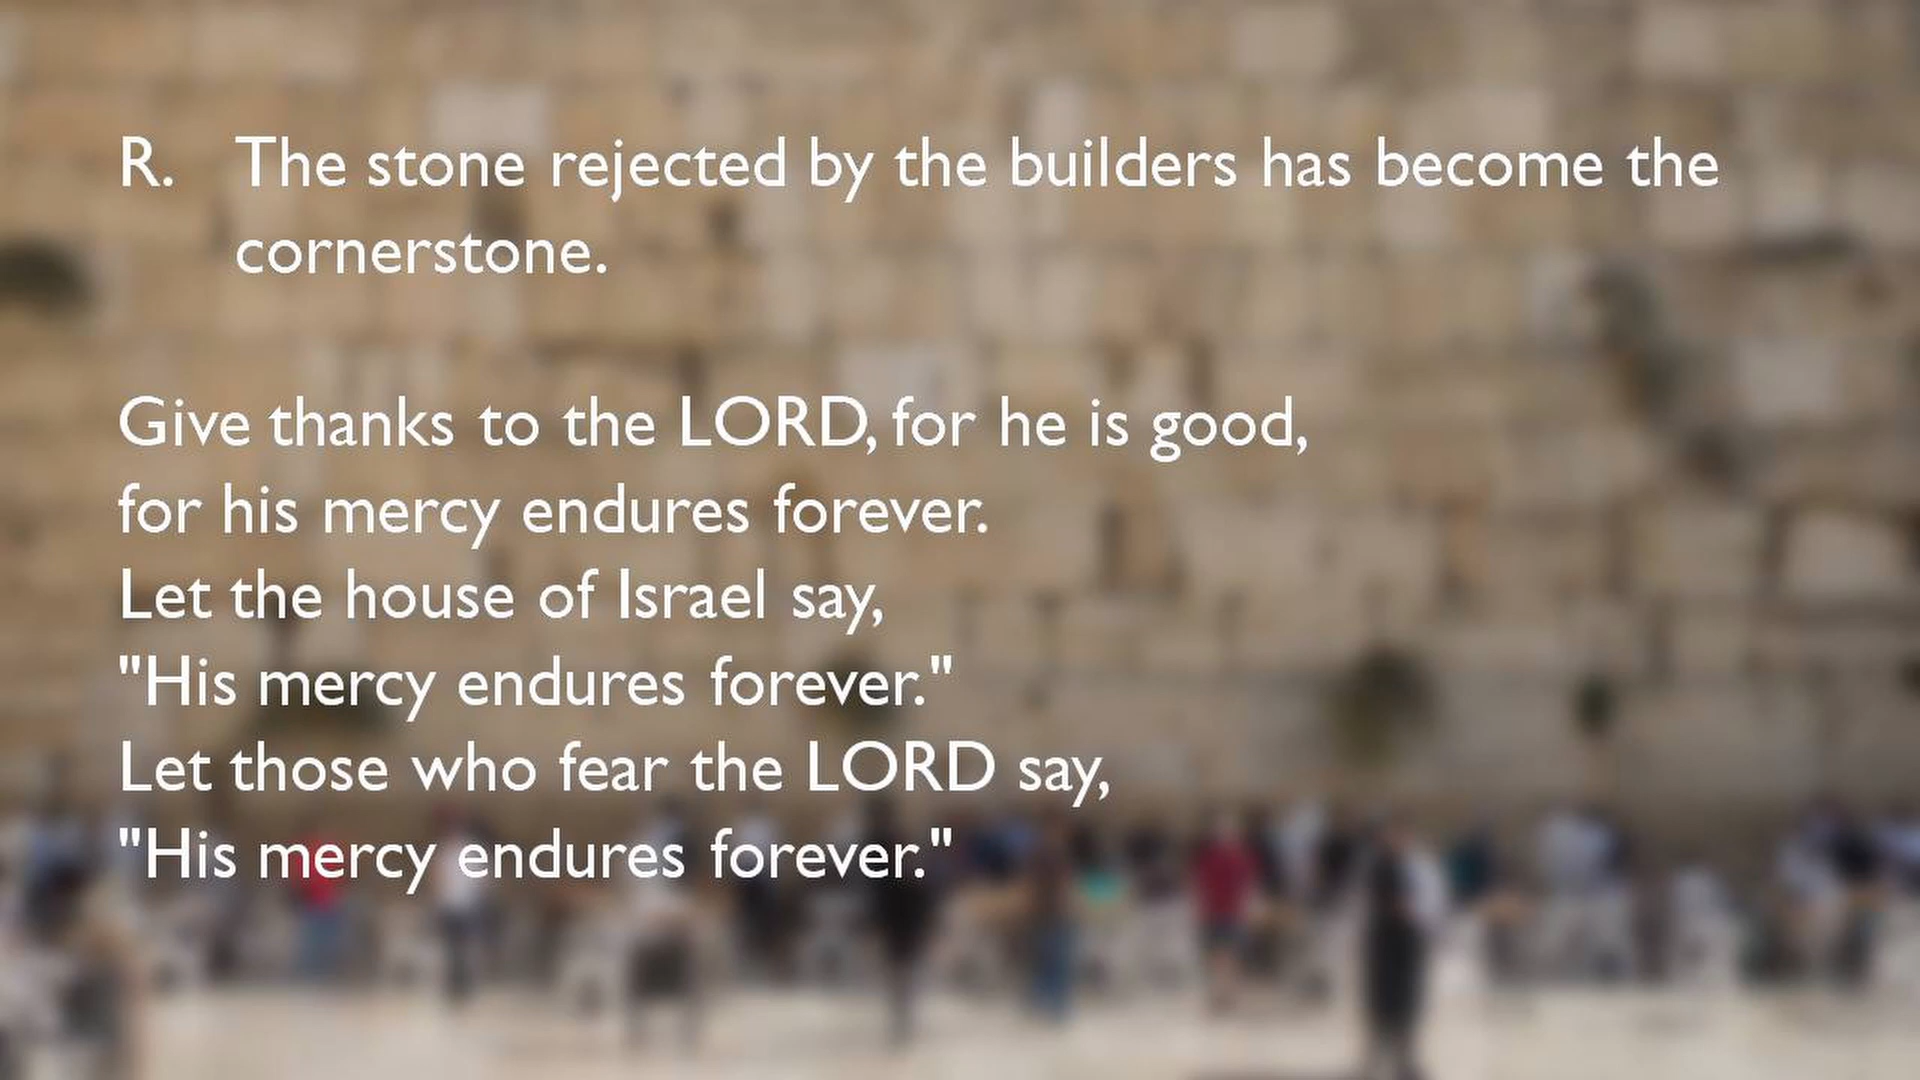 R. The stone rejected by the builders has become the
cornerstone.
Give thanks to the LORD, for he is good,
for his mercy endures forever.
Let the house of Israel say,
"His mercy endures forever."
Let those who fear the LORD say,
"His mercy endures forever."